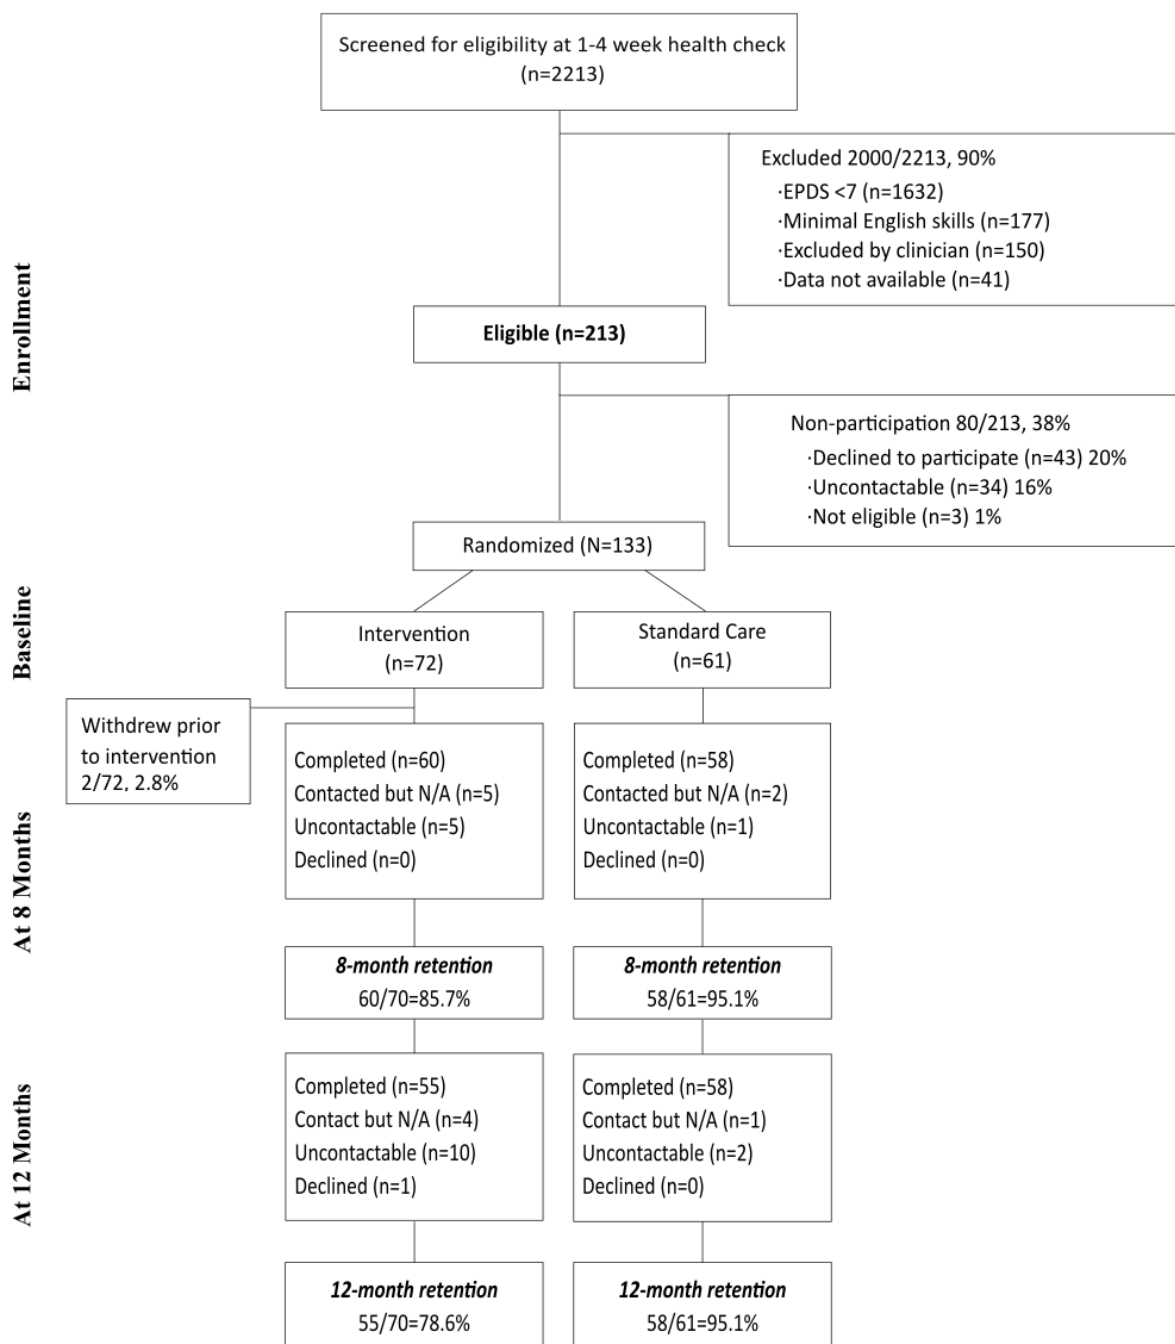 Screened for eligibility at 1-4 week health check
(n=2213)
Excluded 2000/2213, 90%
·EPDS <7 (n=1632)
·Minimal English skills (n=177)
·Excluded by clinician (n=150)
·Data not available (n=41)
Enrollment
Eligible (n=213)
Non-participation 80/213, 38%
·Declined to participate (n=43) 20%
·Uncontactable (n=34) 16%
·Not eligible (n=3) 1%
Randomized (N=133)
Baseline
Intervention
(n=72)
Standard Care
(n=61)
Withdrew prior
to intervention
2/72, 2.8%
At 8 Months
Completed (n=60)
Contacted but N/A (n=5)
Uncontactable (n=5)
Declined (n=0)
Completed (n=58)
Contacted but N/A (n=2)
Uncontactable (n=1)
Declined (n=0)
8-month retention
60/70=85.7%
8-month retention
58/61=95.1%
At 12 Months
Completed (n=55)
Contact but N/A (n=4)
Uncontactable (n=10)
Declined (n=1)
Completed (n=58)
Contact but N/A (n=1)
Uncontactable (n=2)
Declined (n=0)
12-month retention
55/70=78.6%
12-month retention
58/61=95.1%